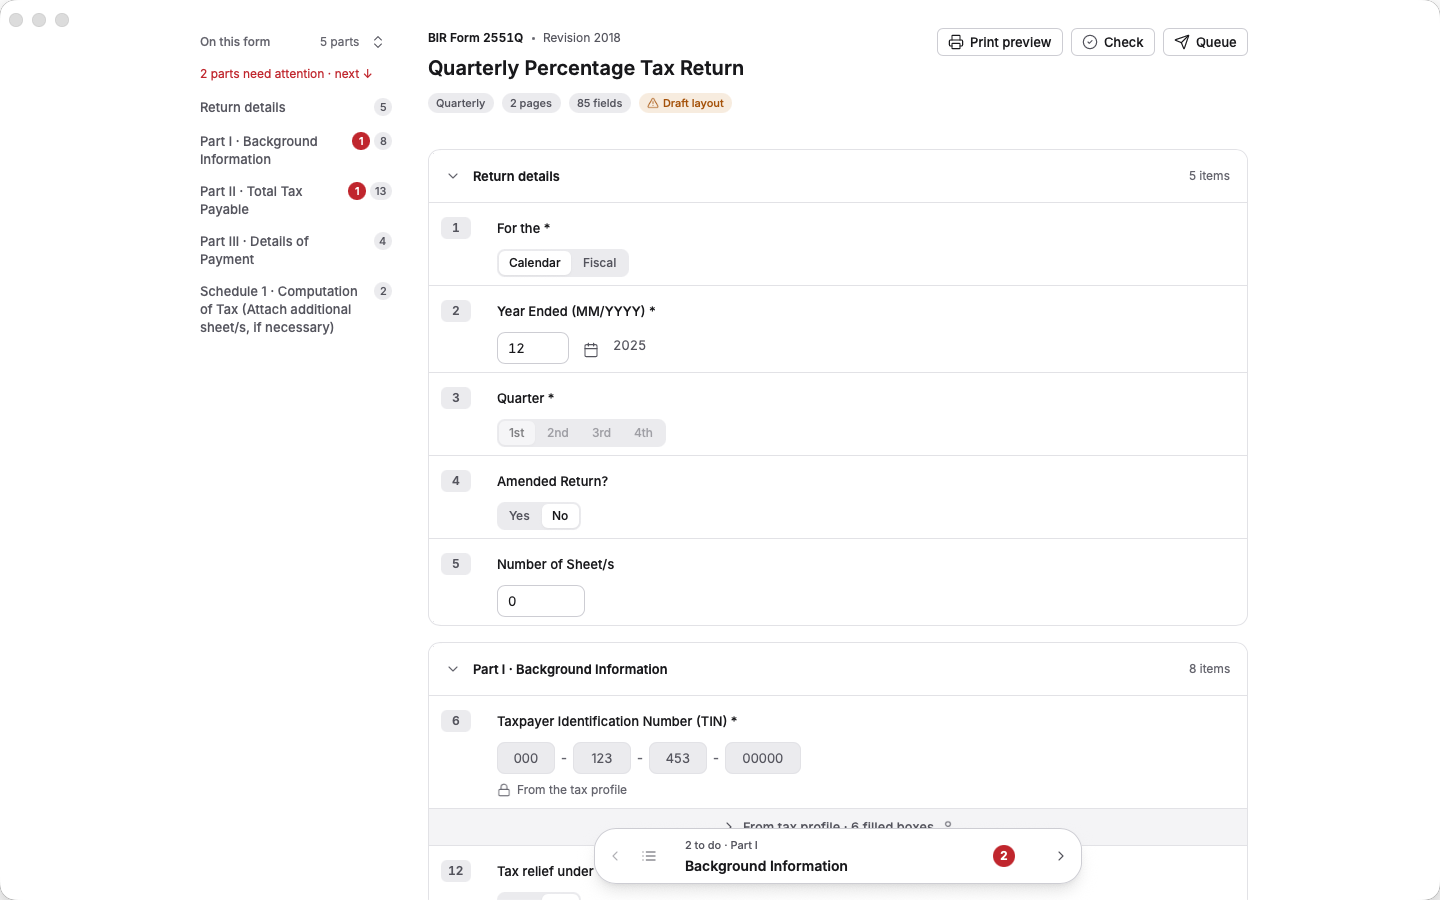 On this form
5 parts
2 parts need attention · next ↓
Return details 5
Part I · Background Information 1 8
Part II · Total Tax Payable 1 13
Part III · Details of Payment 4
Schedule 1 · Computation of Tax (Attach additional sheet/s, if necessary) 2
BIR Form 2551Q • Revision 2018
Quarterly Percentage Tax Return
Quarterly 2 pages 85 fields Draft layout
Print preview Check Queue
Return details 5 items
1 For the *
Calendar Fiscal
2 Year Ended (MM/YYYY) *
12 2025
3 Quarter *
1st 2nd 3rd 4th
4 Amended Return?
Yes No
5 Number of Sheet/s
0
Part I · Background Information 8 items
6 Taxpayer Identification Number (TIN) *
000 - 123 - 453 - 00000
From the tax profile
From tax profile · 6 filled boxes
12 Tax relief under
2 to do · Part I
Background Information 2